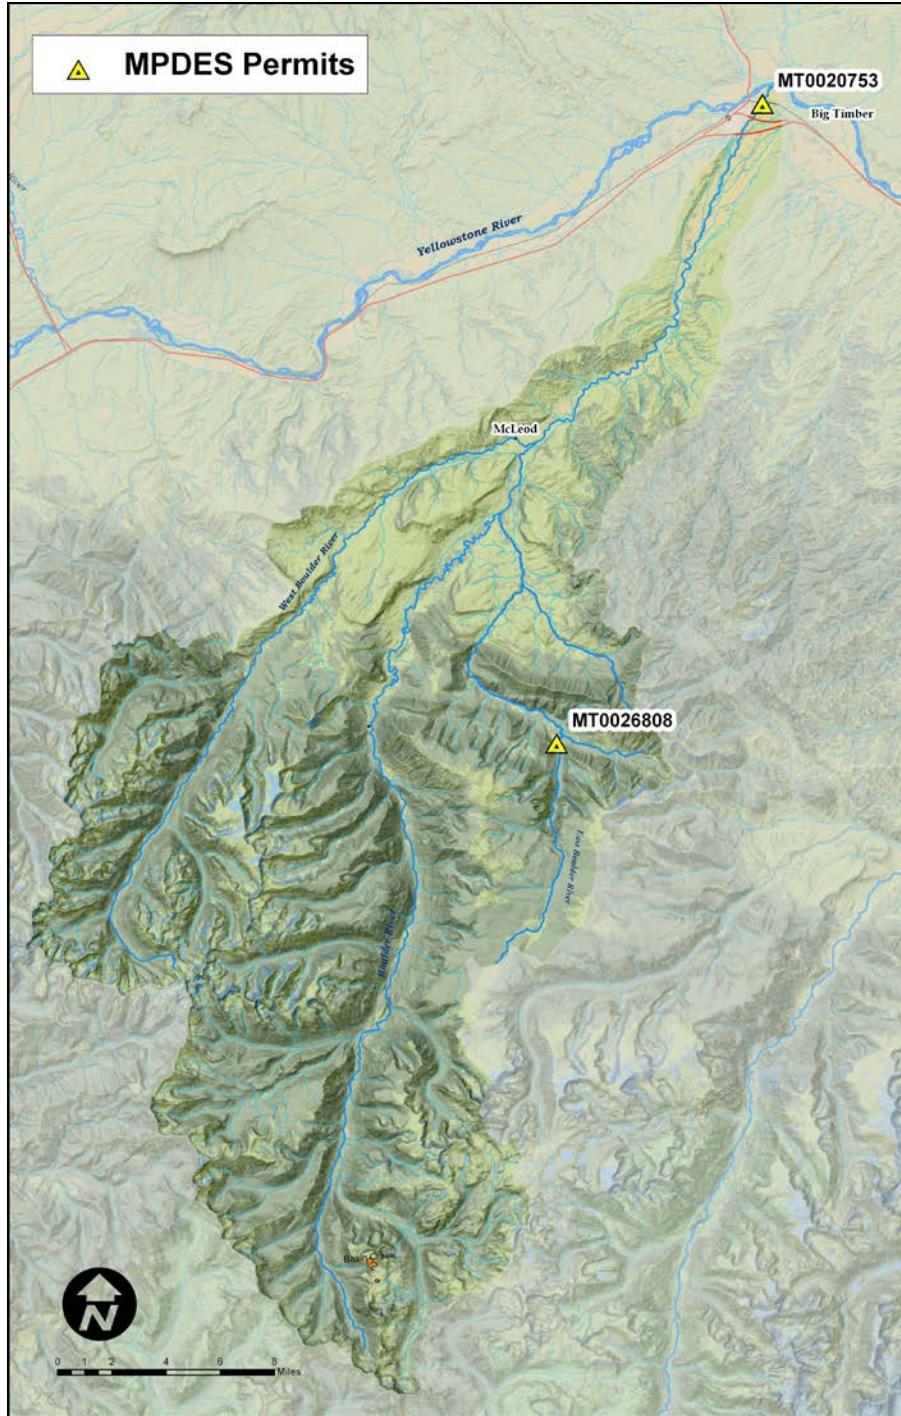 MPDES Permits
MT0020753
Big Timber
River
Yellowstone River
McLeod
West Boulder River
MT0026808
East Boulder River
Boulder River
N
0 1 2 4 6 8
Miles